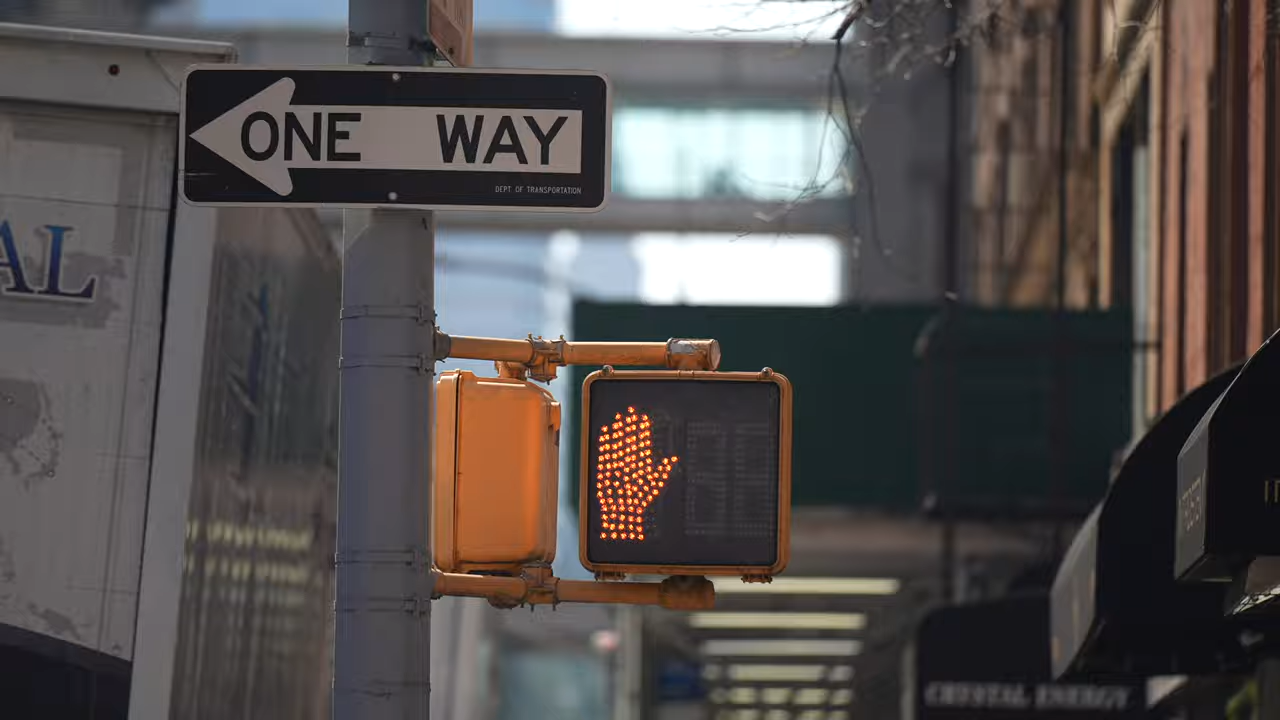 ONE WAY
DEPT OF TRANSPORTATION
AL
CRYSTAL ENERGY